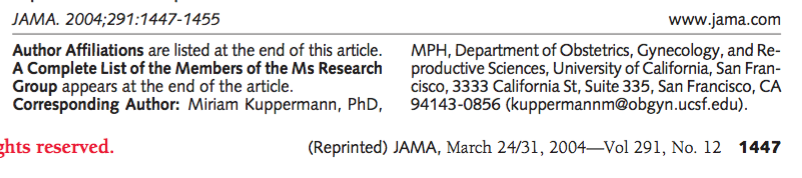 JAMA. 2004;291:1447-1455
www.jama.com
Author Affiliations are listed at the end of this article.
A Complete List of the Members of the Ms Research
Group appears at the end of the article.
Corresponding Author: Miriam Kuppermann, PhD,
MPH, Department of Obstetrics, Gynecology, and Re-
productive Sciences, University of California, San Fran-
cisco, 3333 California St, Suite 335, San Francisco, CA
94143-0856 (kuppermannm@obgyn.ucsf.edu).
ghts reserved.
(Reprinted) JAMA, March 24/31, 2004—Vol 291, No. 12 1447